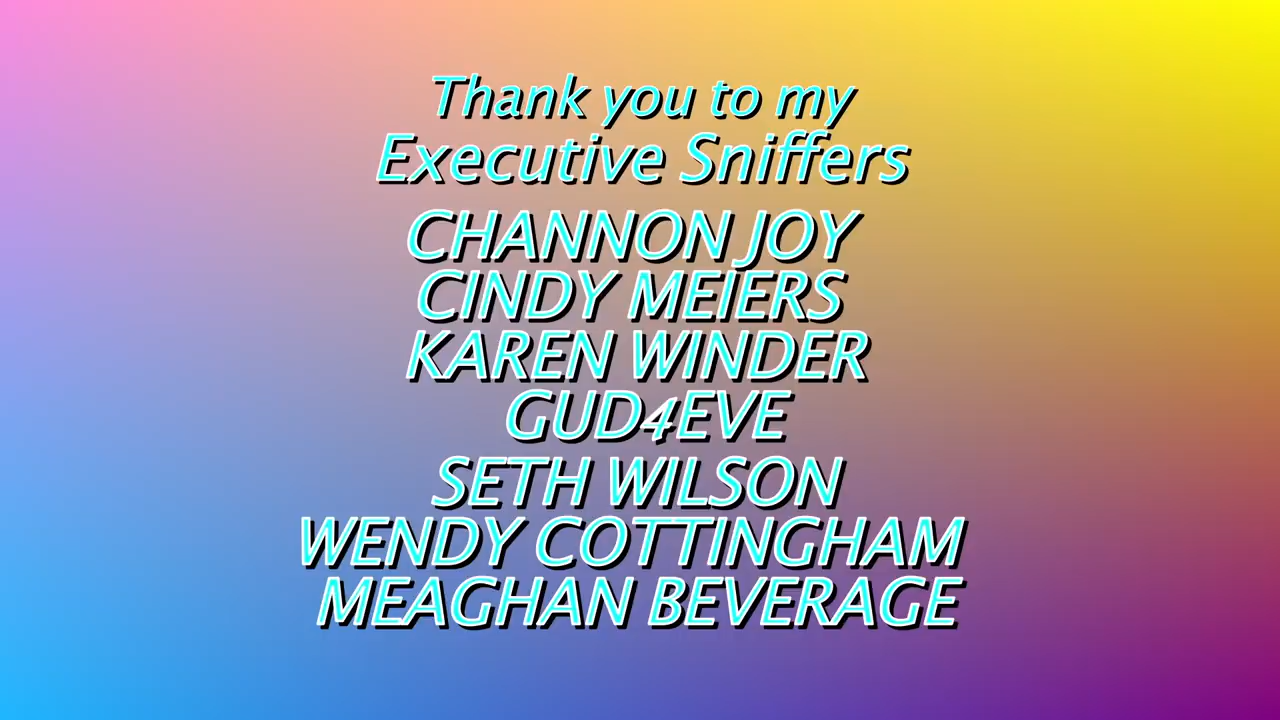 Thank you to my
Executive Sniffers
CHANNON JOY
CINDY MEIERS
KAREN WINDER
GUD4EVE
SETH WILSON
WENDY COTTINGHAM
MEAGHAN BEVERAGE